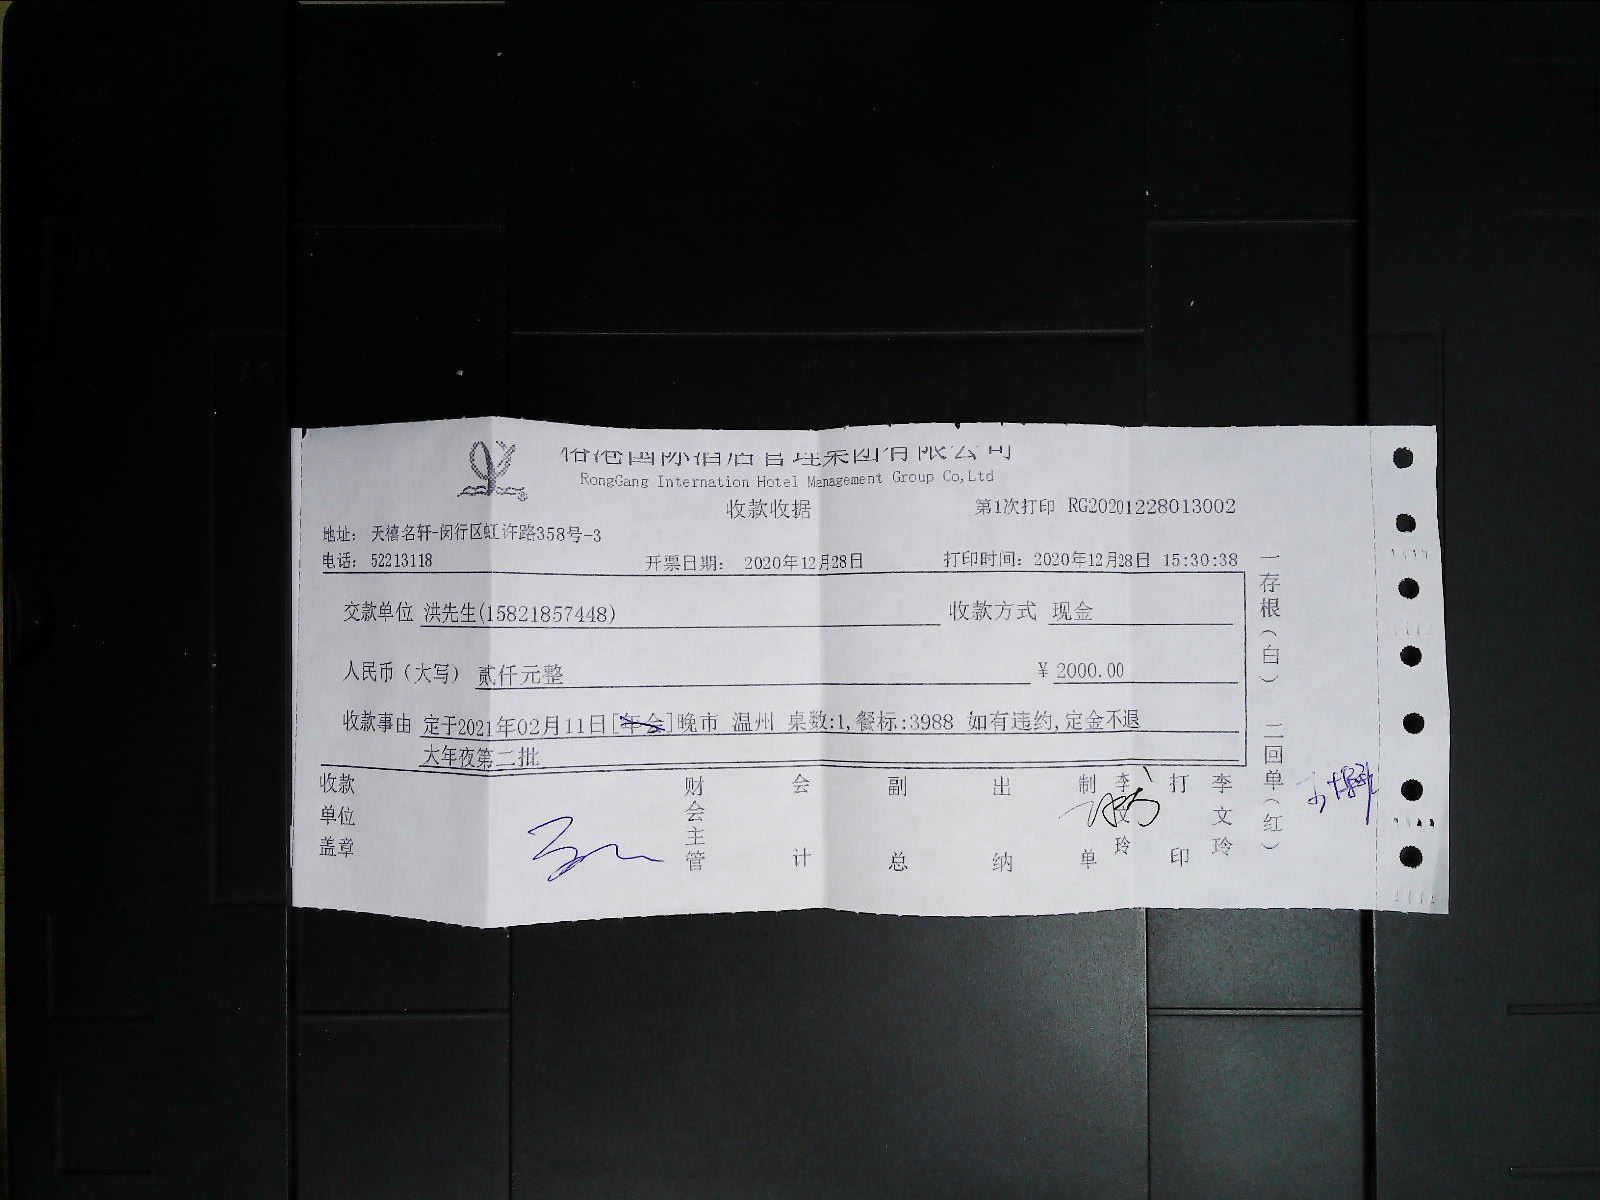 国际酒店管理集团有限公司
RongGang Internation Hotel Management Group Co,Ltd
收款收据
第1次打印 RG20201228013002
地址： 天禧名轩-闵行区虹许路358号-3
电话： 52213118 开票日期： 2020年12月28日 打印时间：2020年12月28日 15:30:38
交款单位 洪先生(15821857448) 收款方式 现金
人民币（大写） 贰仟元整 ¥ 2000.00
收款事由 定于2021年02月11日[年会]晚市 温州 桌数:1,餐标:3988 如有违约,定金不退
大年夜第二批
收款单位盖章 财会主管 会计 副总 出纳 制单 李文玲 打印 李文玲
一存根（白） 二回单（红）